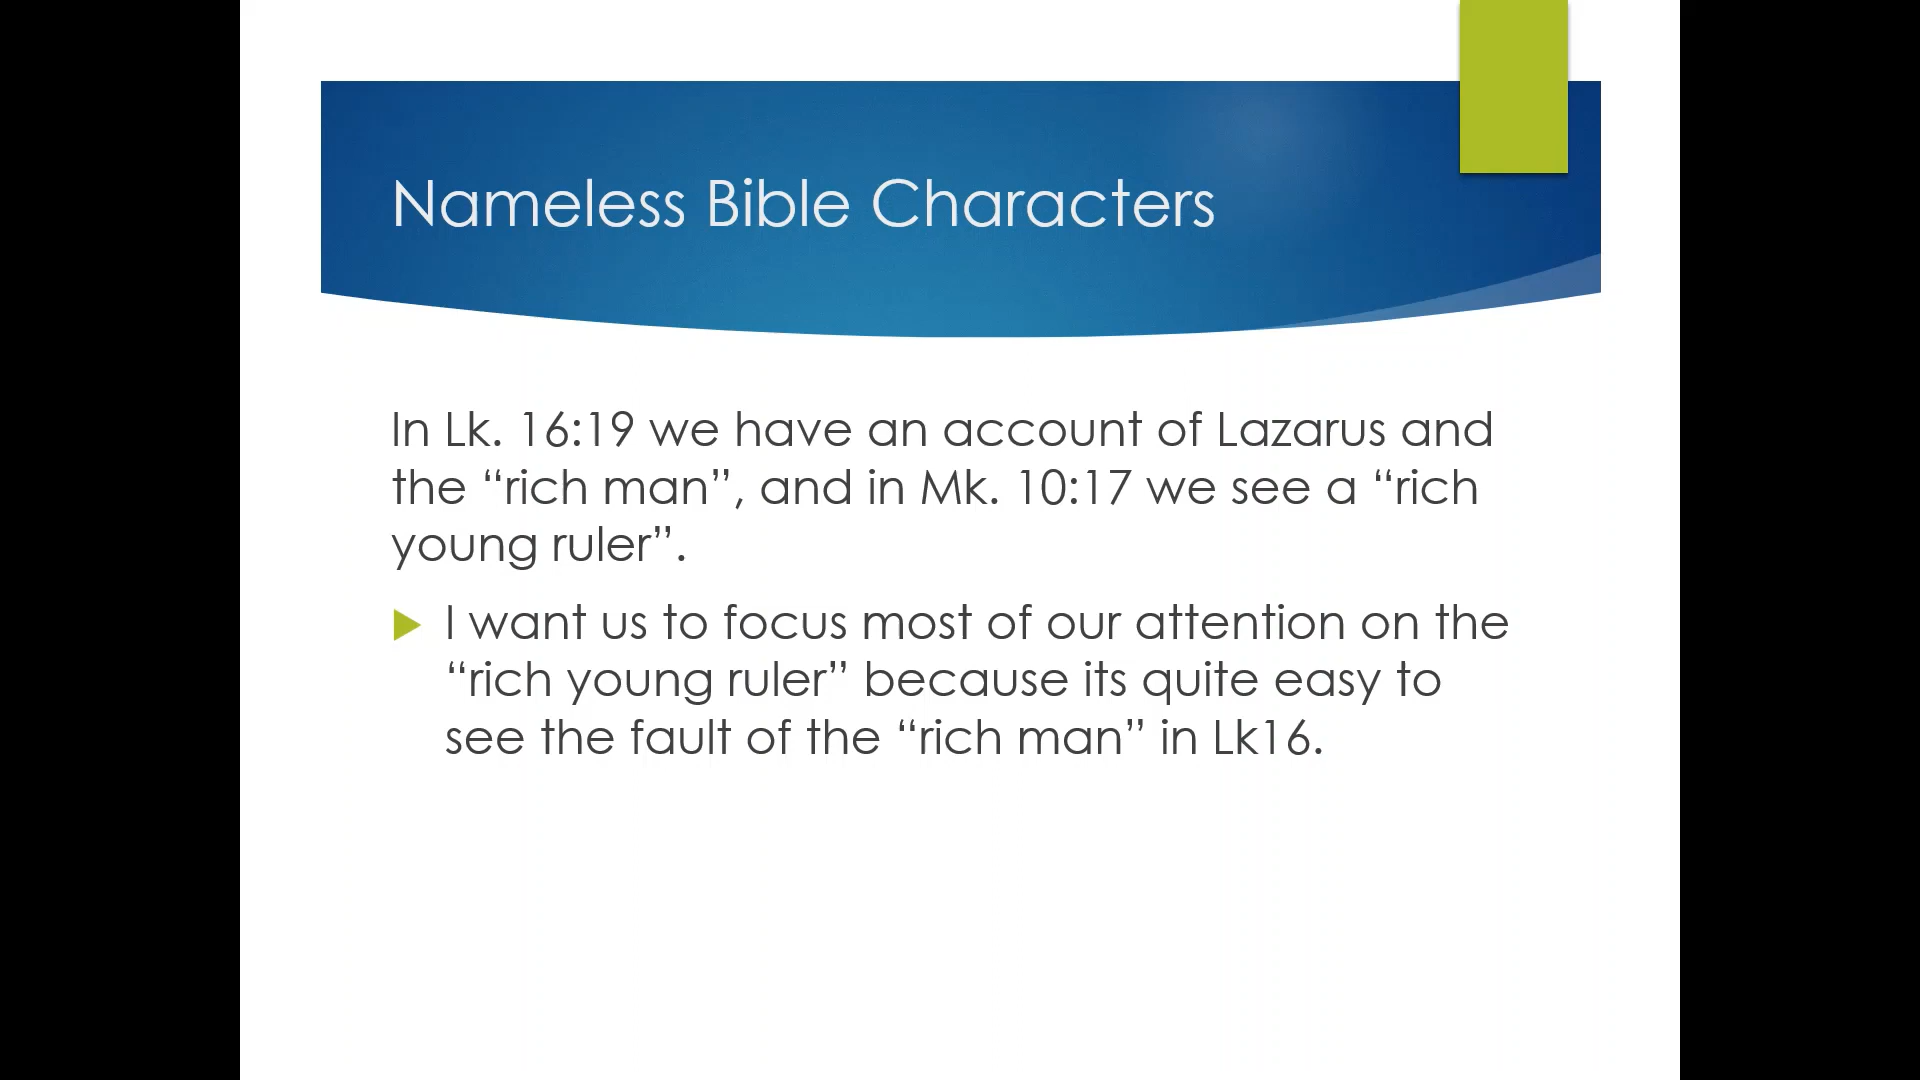 Nameless Bible Characters
In Lk. 16:19 we have an account of Lazarus and
the “rich man”, and in Mk. 10:17 we see a “rich
young ruler”.
I want us to focus most of our attention on the
“rich young ruler” because its quite easy to
see the fault of the “rich man” in Lk16.